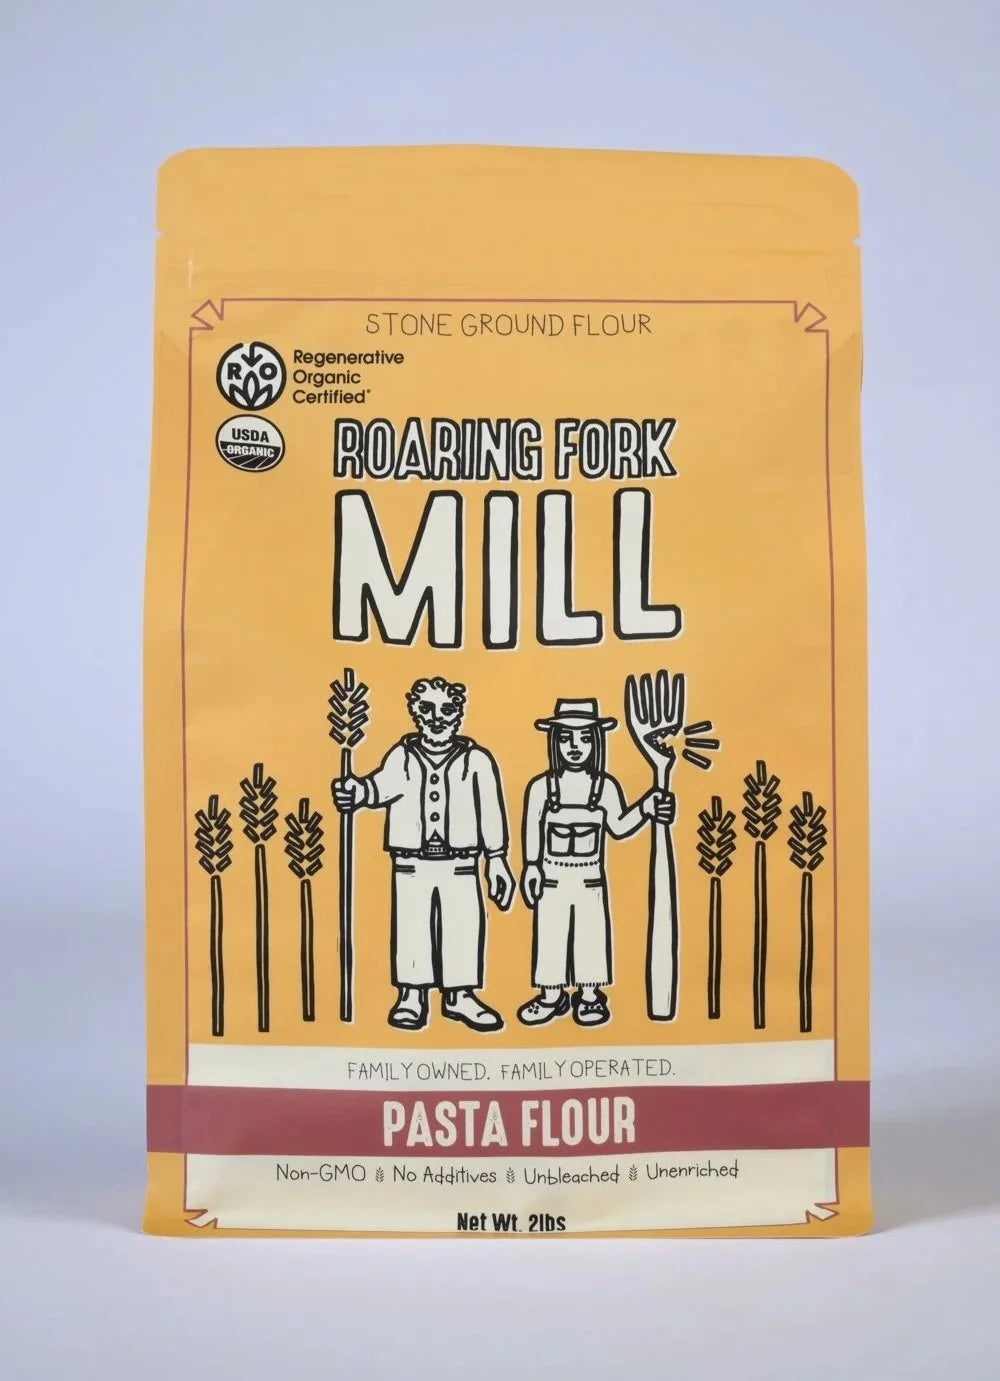 STONE GROUND FLOUR
RO
Regenerative
Organic
Certified®
USDA
ORGANIC
ROARING FORK
MILL
FAMILY OWNED. FAMILY OPERATED.
PASTA FLOUR
Non-GMO No Additives Unbleached Unenriched
Net Wt. 2lbs